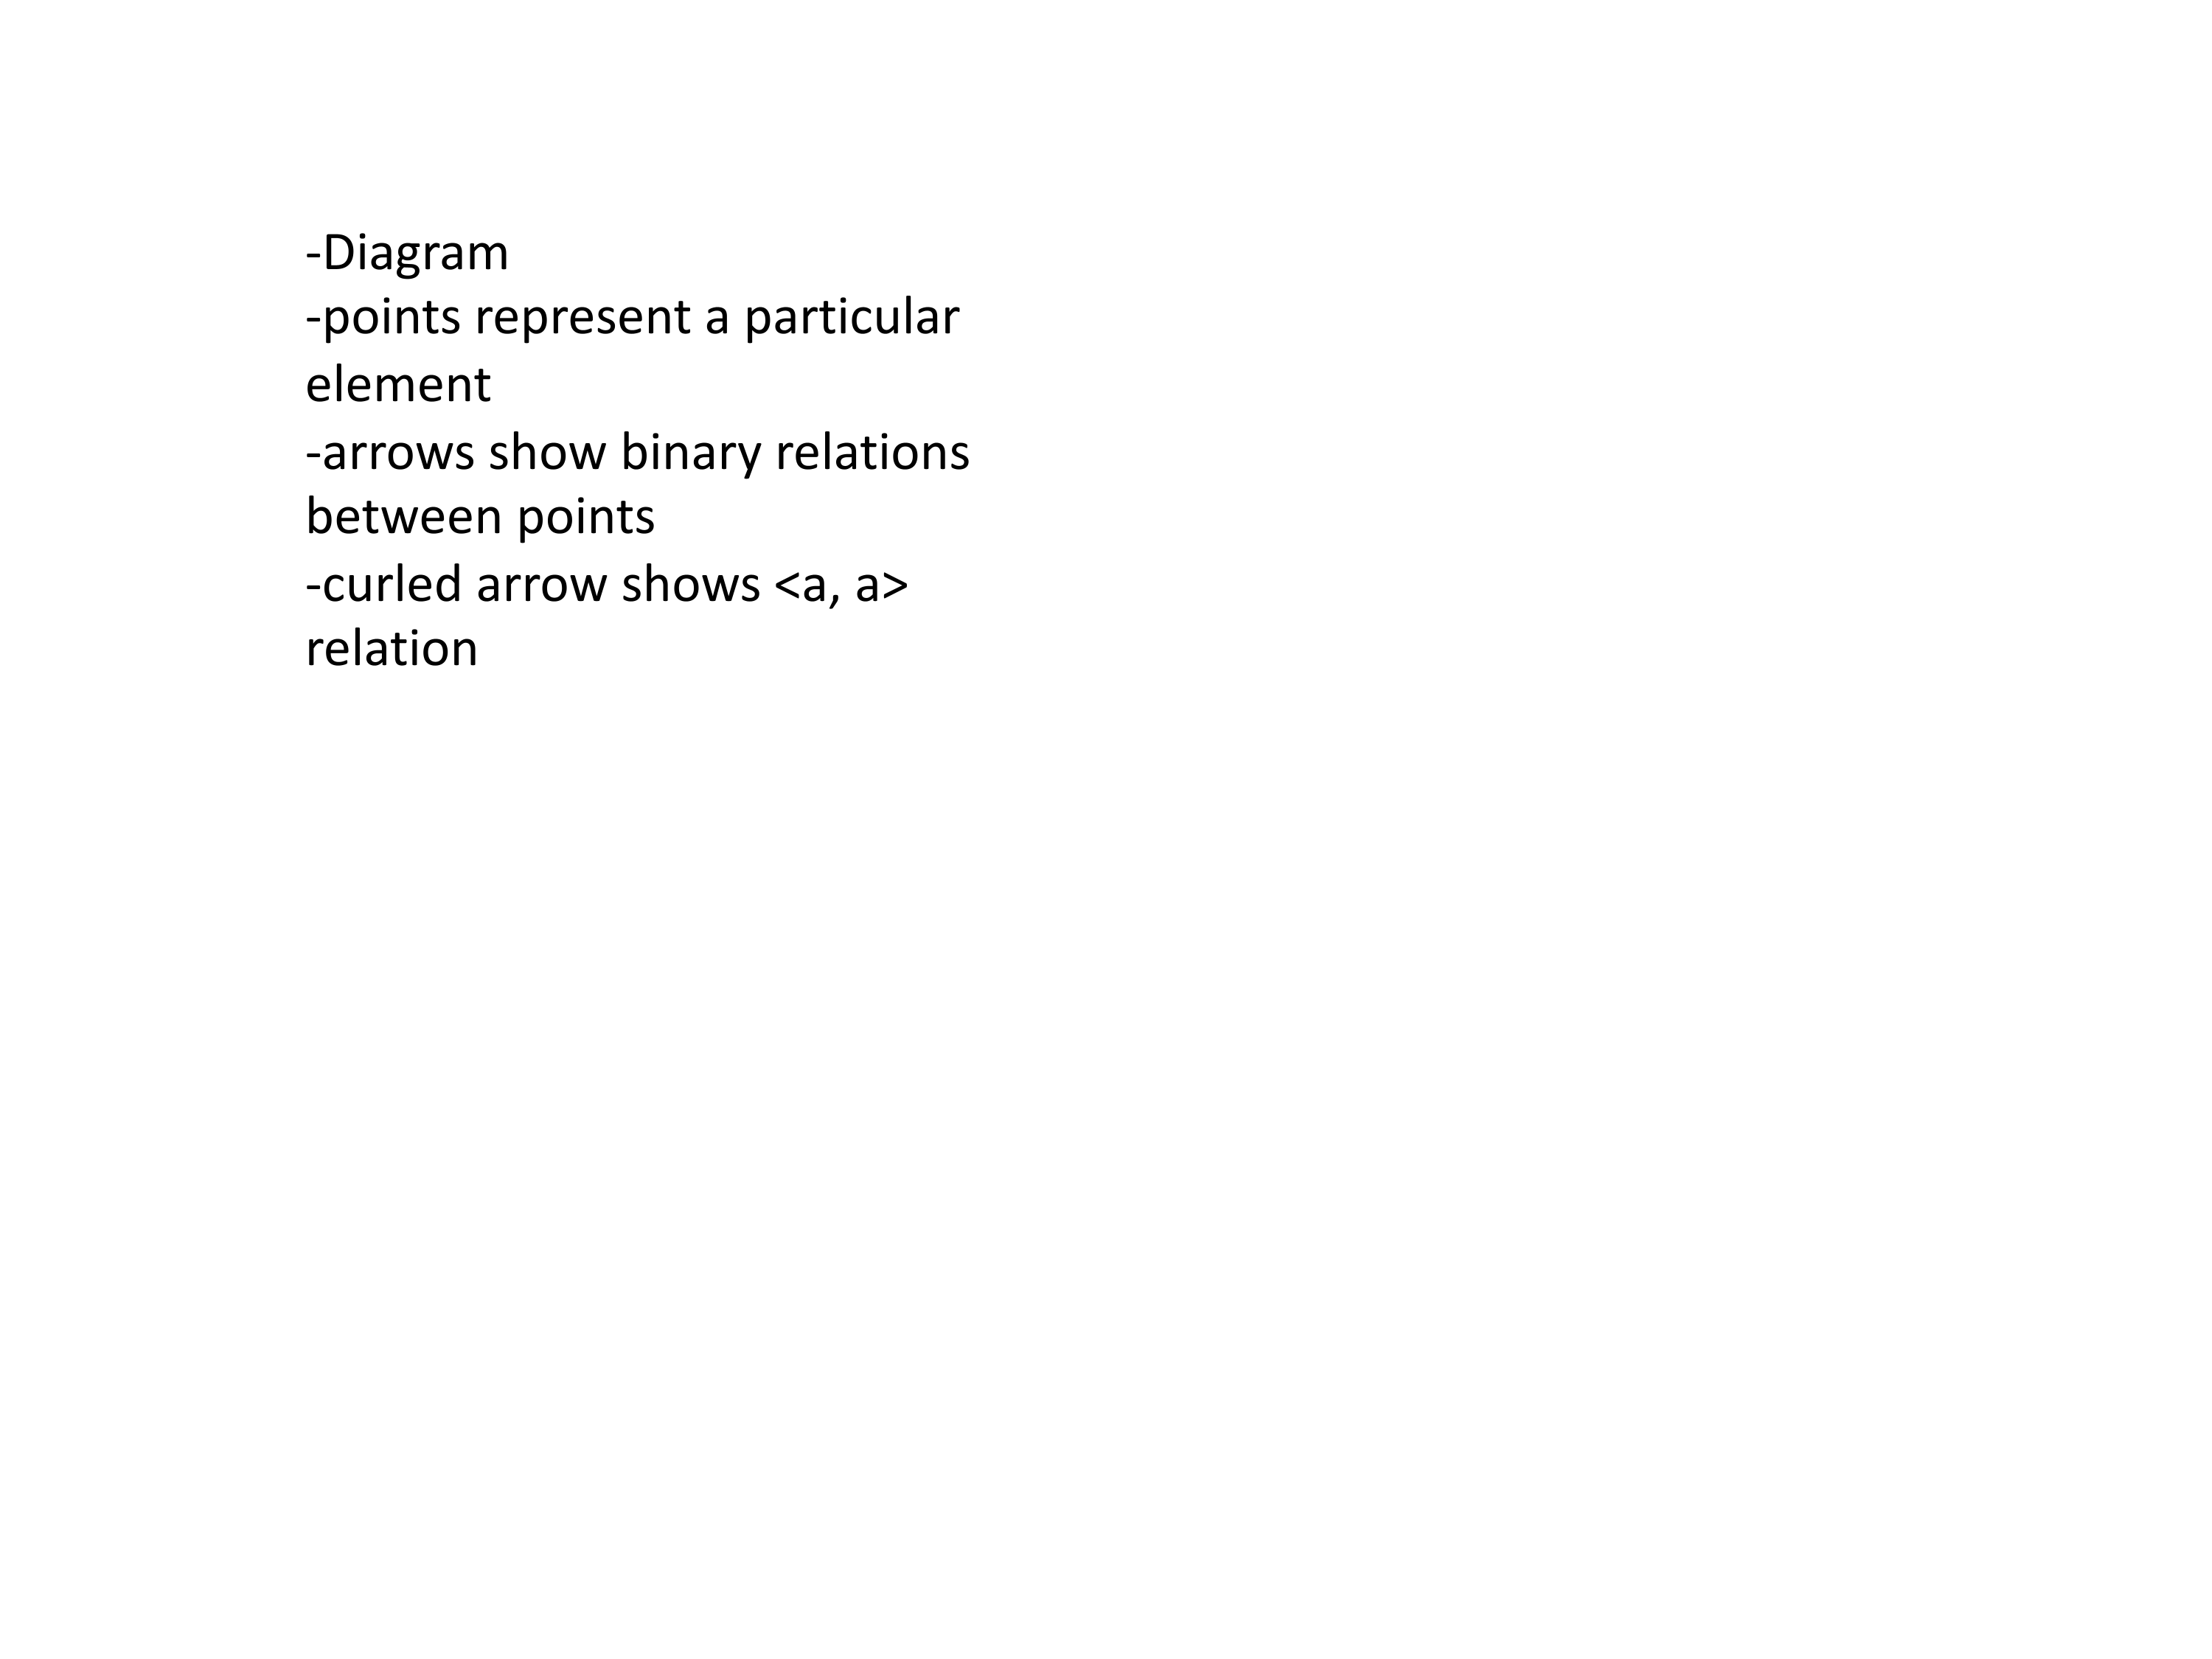 -Diagram
-points represent a particular
element
-arrows show binary relations
between points
-curled arrow shows <a, a>
relation